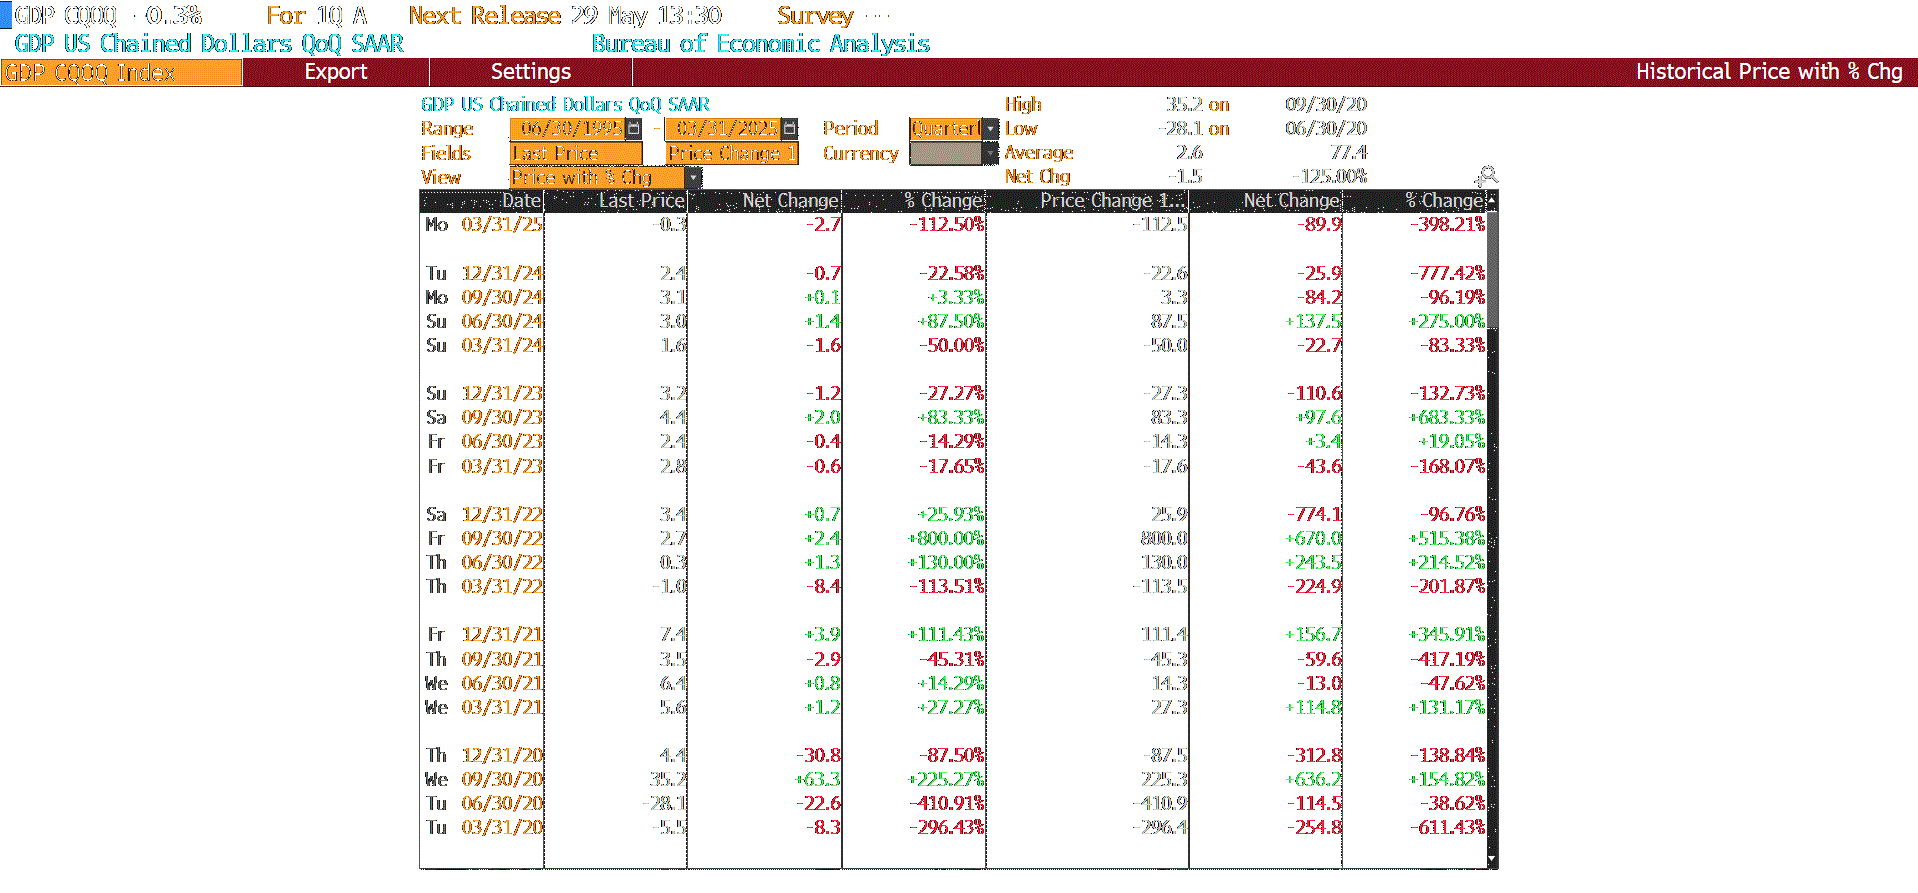 GDP CQOQ -0.3% For 1Q A Next Release 29 May 13:30 Survey --
GDP US Chained Dollars QoQ SAAR Bureau of Economic Analysis
GDP CQOQ Index Export Settings Historical Price with % Chg
GDP US Chained Dollars QoQ SAAR High 35.2 on 09/30/20
Range 06/30/1995 - 03/31/2025 Period Quarterl Low -28.1 on 06/30/20
Fields Last Price Price Change 1 Currency Average 2.6 77.4
View Price with % Chg Net Chg -1.5 -125.00%
Date Last Price Net Change % Change Price Change 1... Net Change % Change
Mo 03/31/25 -0.3 -2.7 -112.50% -112.5 -89.9 -398.21%
Tu 12/31/24 2.4 -0.7 -22.58% -22.6 -25.9 -777.42%
Mo 09/30/24 3.1 +0.1 +3.33% 3.3 -84.2 -96.19%
Su 06/30/24 3.0 +1.4 +87.50% 87.5 +137.5 +275.00%
Su 03/31/24 1.6 -1.6 -50.00% -50.0 -22.7 -83.33%
Su 12/31/23 3.2 -1.2 -27.27% -27.3 -110.6 -132.73%
Sa 09/30/23 4.4 +2.0 +83.33% 83.3 +97.6 +683.33%
Fr 06/30/23 2.4 -0.4 -14.29% -14.3 +3.4 +19.05%
Fr 03/31/23 2.8 -0.6 -17.65% -17.6 -43.6 -168.07%
Sa 12/31/22 3.4 +0.7 +25.93% 25.9 -774.1 -96.76%
Fr 09/30/22 2.7 +2.4 +800.00% 800.0 +670.0 +515.38%
Th 06/30/22 0.3 +1.3 +130.00% 130.0 +243.5 +214.52%
Th 03/31/22 -1.0 -8.4 -113.51% -113.5 -224.9 -201.87%
Fr 12/31/21 7.4 +3.9 +111.43% 111.4 +156.7 +345.91%
Th 09/30/21 3.5 -2.9 -45.31% -45.3 -59.6 -417.19%
We 06/30/21 6.4 +0.8 +14.29% 14.3 -13.0 -47.62%
We 03/31/21 5.6 +1.2 +27.27% 27.3 +114.8 +131.17%
Th 12/31/20 4.4 -30.8 -87.50% -87.5 -312.8 -138.84%
We 09/30/20 35.2 +63.3 +225.27% 225.3 +636.2 +154.82%
Tu 06/30/20 -28.1 -22.6 -410.91% -410.9 -114.5 -38.62%
Tu 03/31/20 -5.5 -8.3 -296.43% -296.4 -254.8 -611.43%